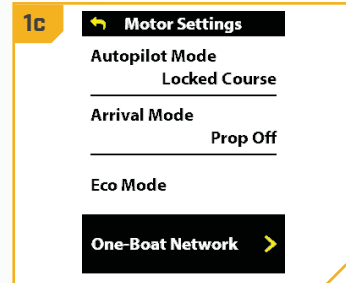 1c
Motor Settings
Autopilot Mode
Locked Course
Arrival Mode
Prop Off
Eco Mode
One-Boat Network